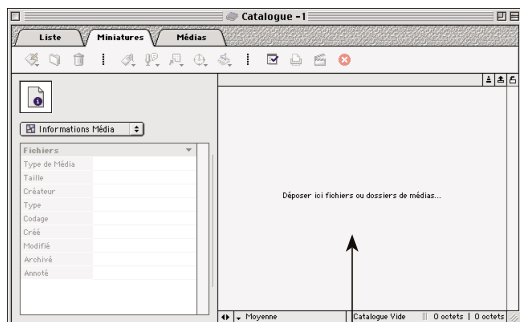 Catalogue -1
Liste Miniatures Médias
Informations Média
Fichiers
Type de Média
Taille
Créateur
Type
Codage
Créé
Modifié
Archivé
Annoté
Déposer ici fichiers ou dossiers de médias...
Moyenne Catalogue Vide 0 octets 0 octets